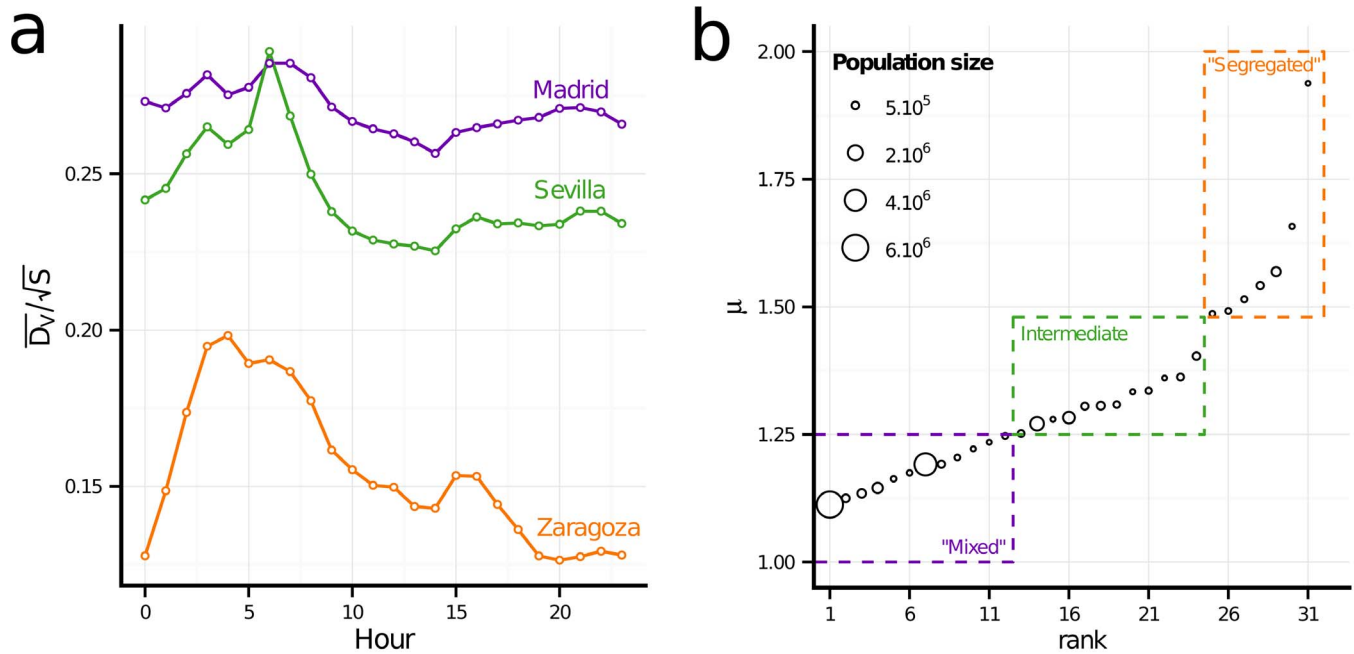 a
Madrid
Sevilla
Zaragoza
0.25
0.20
0.15
D̅v̅/√S
0
5
10
15
20
Hour
b
Population size
5.10⁵
2.10⁶
4.10⁶
6.10⁶
"Segregated"
Intermediate
"Mixed"
2.00
1.75
1.50
1.25
1.00
μ
1
6
11
16
21
26
31
rank